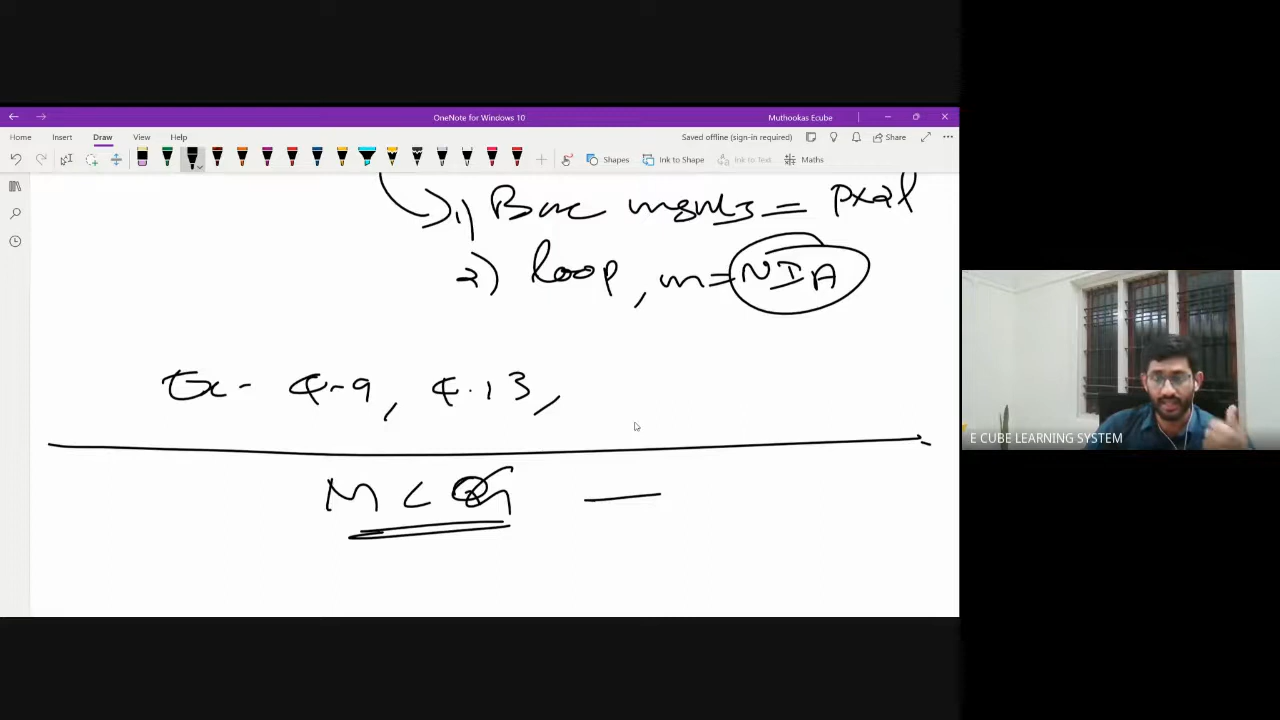 OneNote for Windows 10
Muthookas Ecube
Home Insert Draw View Help
Saved offline (sign-in required)
Share
Shapes
Ink to Shape
Ink to Text
Maths
1) Bar mgnt =
2) loop, m= NIA
Ex - 4-9, 4.13,
M < —
E CUBE LEARNING SYSTEM